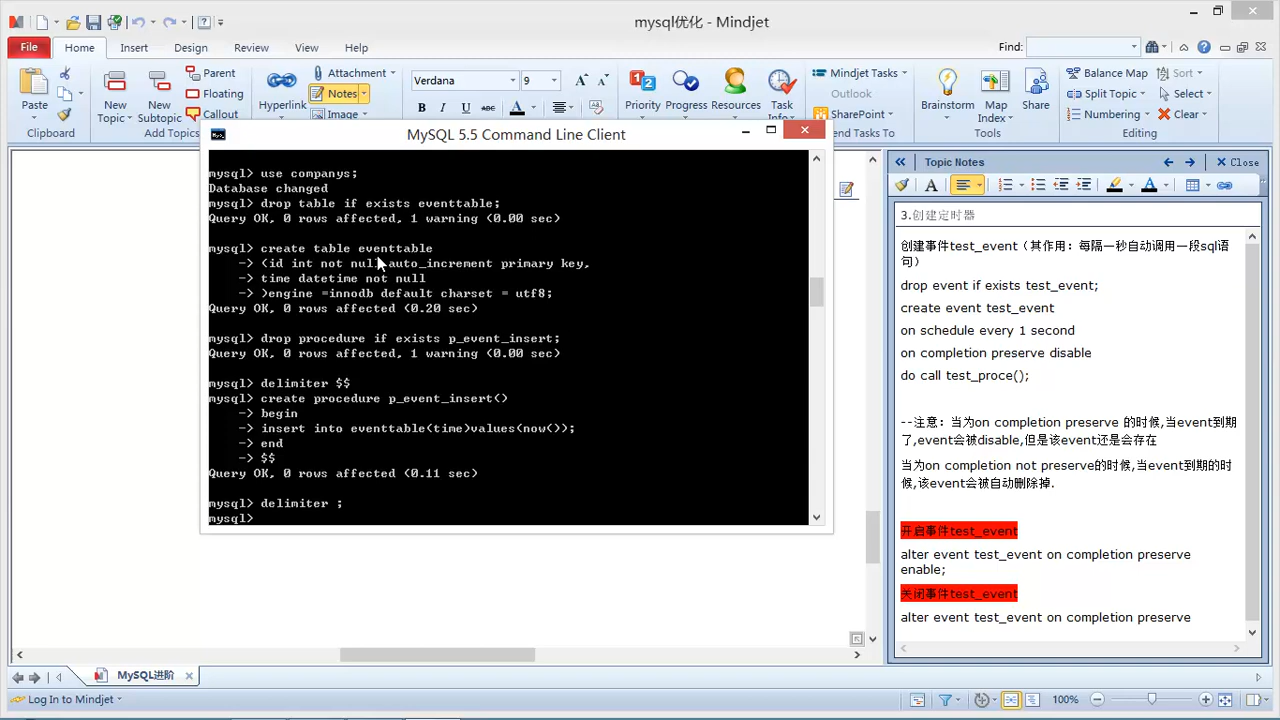 mysql优化 - Mindjet
File Home Insert Design Review View Help Find:
Paste
Clipboard
New Topic
New Subtopic
Parent
Floating
Callout
Add Topics
Hyperlink
Attachment
Notes
Image
Verdana 9
B I U abc A
Priority
Progress
Resources
Task Info
Mindjet Tasks
Outlook
SharePoint
end To
Brainstorm
Map Index
Share
Tools
Balance Map
Split Topic
Numbering
Sort
Select
Clear
Editing
MySQL 5.5 Command Line Client
mysql> use companys;
Database changed
mysql> drop table if exists eventtable;
Query OK, 0 rows affected, 1 warning (0.00 sec)
mysql> create table eventtable
-> (id int not null auto_increment primary key,
-> time datetime not null
-> )engine =innodb default charset = utf8;
Query OK, 0 rows affected (0.20 sec)
mysql> drop procedure if exists p_event_insert;
Query OK, 0 rows affected, 1 warning (0.00 sec)
mysql> delimiter $$
mysql> create procedure p_event_insert()
-> begin
-> insert into eventtable(time)values(now());
-> end
-> $$
Query OK, 0 rows affected (0.11 sec)
mysql> delimiter ;
mysql>
Topic Notes Close
3.创建定时器
创建事件test_event（其作用：每隔一秒自动调用一段sql语
句）
drop event if exists test_event;
create event test_event
on schedule every 1 second
on completion preserve disable
do call test_proce();
--注意：当为on completion preserve 的时候,当event到期
了,event会被disable,但是该event还是会存在
当为on completion not preserve的时候,当event到期的时
候,该event会被自动删除掉.
开启事件test_event
alter event test_event on completion preserve
enable;
关闭事件test_event
alter event test_event on completion preserve
MySQL进阶
Log In to Mindjet 100%